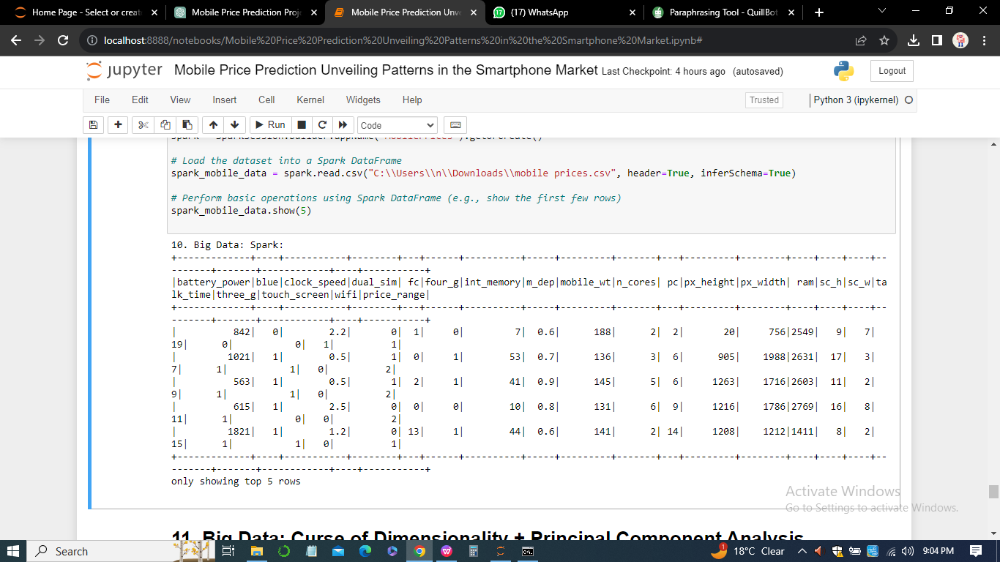 Home Page - Select or creat
Mobile Price Prediction Proj
Mobile Price Prediction Unv
(17) WhatsApp
Paraphrasing Tool - QuillBot
localhost:8888/notebooks/Mobile%20Price%20Prediction%20Unveiling%20Patterns%20in%20the%20Smartphone%20Market.ipynb#
jupyter Mobile Price Prediction Unveiling Patterns in the Smartphone Market Last Checkpoint: 4 hours ago (autosaved)
Logout
File Edit View Insert Cell Kernel Widgets Help
Trusted
Python 3 (ipykernel)
Run
Code
spark = SparkSession.builder.appName("MobilePrices").getOrCreate()
# Load the dataset into a Spark DataFrame
spark_mobile_data = spark.read.csv("C:\\Users\\n\\Downloads\\mobile prices.csv", header=True, inferSchema=True)
# Perform basic operations using Spark DataFrame (e.g., show the first few rows)
spark_mobile_data.show(5)
10. Big Data: Spark:
+-------------+----+-----------+--------+---+------+----------+-----+---------+-------+---+---------+--------+----+----+----+--
-------+-------+------------+----+-----------+
|battery_power|blue|clock_speed|dual_sim| fc|four_g|int_memory|m_dep|mobile_wt|n_cores| pc|px_height|px_width| ram|sc_h|sc_w|ta
lk_time|three_g|touch_screen|wifi|price_range|
+-------------+----+-----------+--------+---+------+----------+-----+---------+-------+---+---------+--------+----+----+----+--
-------+-------+------------+----+-----------+
|          842|   0|        2.2|       0|  1|     0|         7|  0.6|      188|      2|  2|       20|     756|2549|   9|   7|
19|      0|           0|   1|          1|
|         1021|   1|        0.5|       1|  0|     1|        53|  0.7|      136|      3|  6|      905|    1988|2631|  17|   3|
7|      1|           1|   0|          2|
|          563|   1|        0.5|       1|  2|     1|        41|  0.9|      145|      5|  6|     1263|    1716|2603|  11|   2|
9|      1|           1|   0|          2|
|          615|   1|        2.5|       0|  0|     0|        10|  0.8|      131|      6|  9|     1216|    1786|2769|  16|   8|
11|      1|           0|   0|          2|
|         1821|   1|        1.2|       0| 13|     1|        44|  0.6|      141|      2| 14|     1208|    1212|1411|   8|   2|
15|      1|           1|   0|          1|
+-------------+----+-----------+--------+---+------+----------+-----+---------+-------+---+---------+--------+----+----+----+--
-------+-------+------------+----+-----------+
only showing top 5 rows
Activate Windows
Go to Settings to activate Windows.
11. Big Data: Curse of Dimensionality + Principal Component Analysis
Search
18°C Clear
9:04 PM